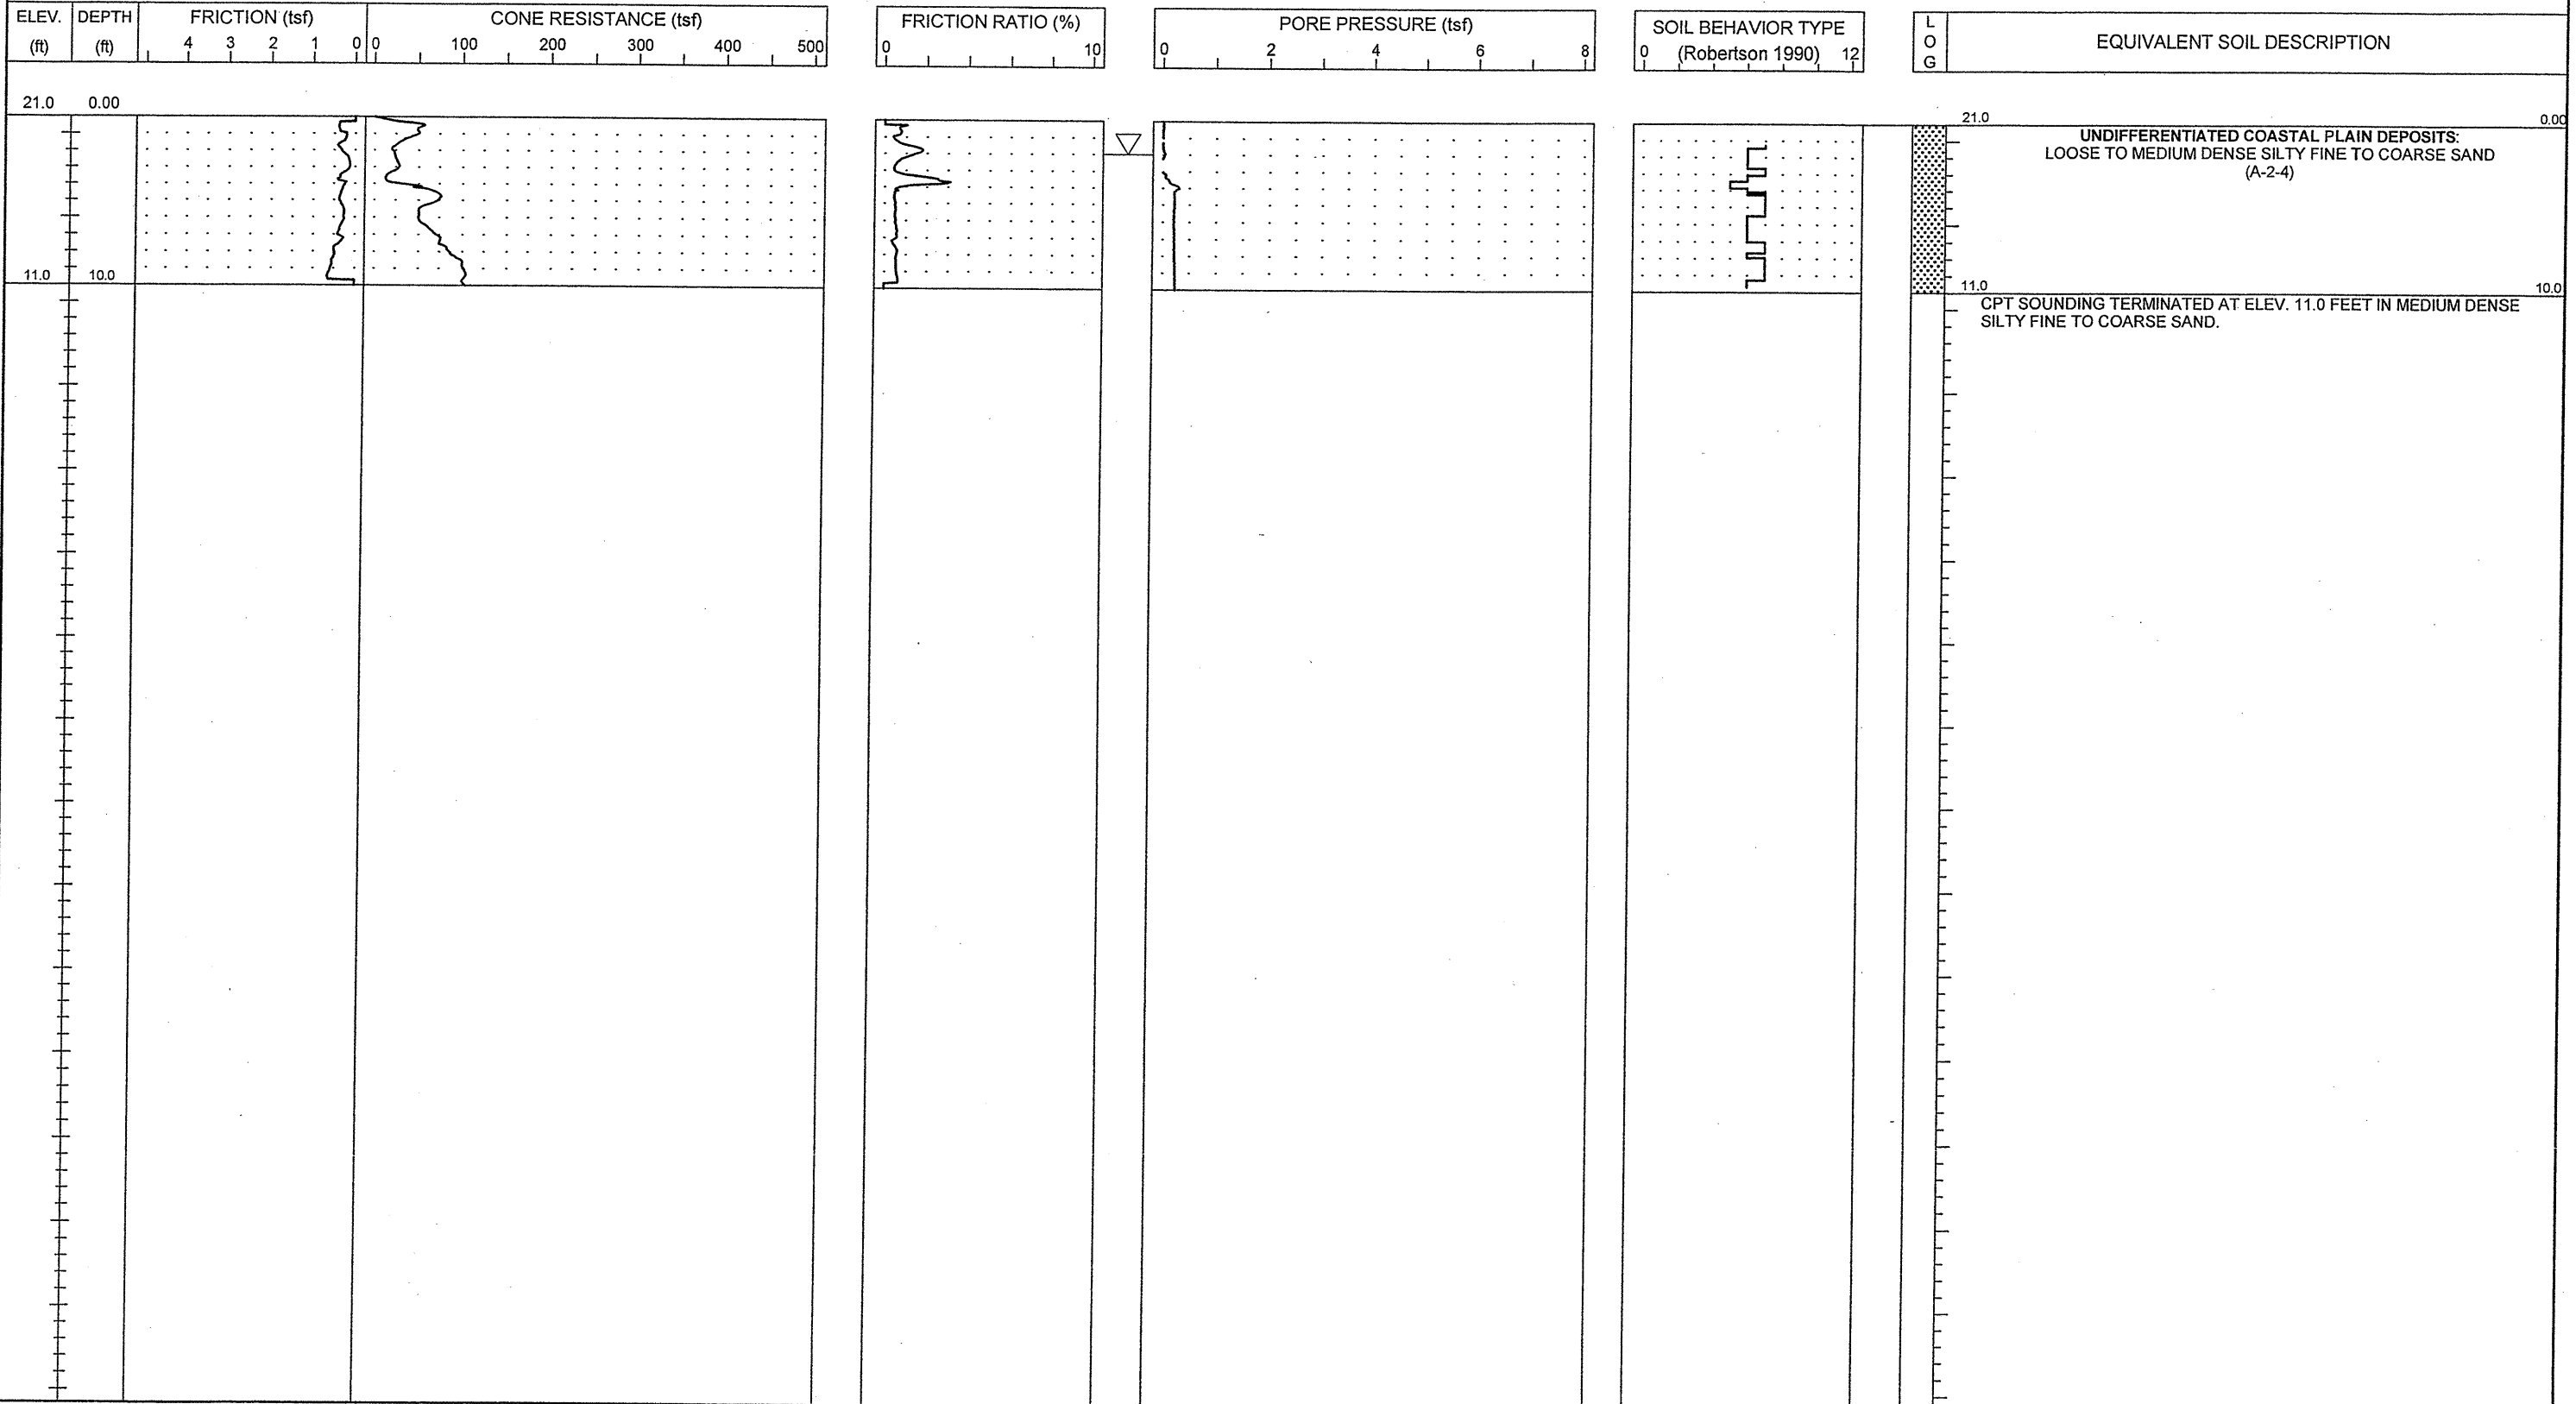 ELEV.
(ft)
DEPTH
(ft)
FRICTION (tsf)
4 3 2 1 0
CONE RESISTANCE (tsf)
0 100 200 300 400 500
FRICTION RATIO (%)
0 10
PORE PRESSURE (tsf)
0 2 4 6 8
SOIL BEHAVIOR TYPE
(Robertson 1990)
0 12
L
O
G
EQUIVALENT SOIL DESCRIPTION
21.0 0.00
21.0 0.00
UNDIFFERENTIATED COASTAL PLAIN DEPOSITS:
LOOSE TO MEDIUM DENSE SILTY FINE TO COARSE SAND
(A-2-4)
11.0 10.0
11.0 10.0
CPT SOUNDING TERMINATED AT ELEV. 11.0 FEET IN MEDIUM DENSE
SILTY FINE TO COARSE SAND.